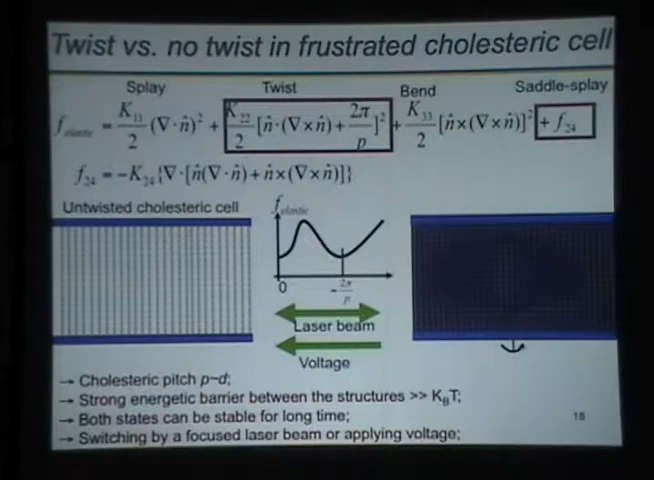 Twist vs. no twist in frustrated cholesteric cell
Splay Twist Bend Saddle-splay
f_elastic = K₁₁/2 (∇·n̂)² + K₂₂/2 [n̂·(∇×n̂)+ 2π/p]² + K₃₃/2 [n̂×(∇×n̂)]² + f₂₄
f₂₄ = −K₂₄{∇·[n̂(∇·n̂)+n̂×(∇×n̂)]}
Untwisted cholesteric cell
f_elastic
0 −2π/p
Laser beam
Voltage
→ Cholesteric pitch p~d;
→ Strong energetic barrier between the structures >> K_BT;
→ Both states can be stable for long time;
→ Switching by a focused laser beam or applying voltage;
18